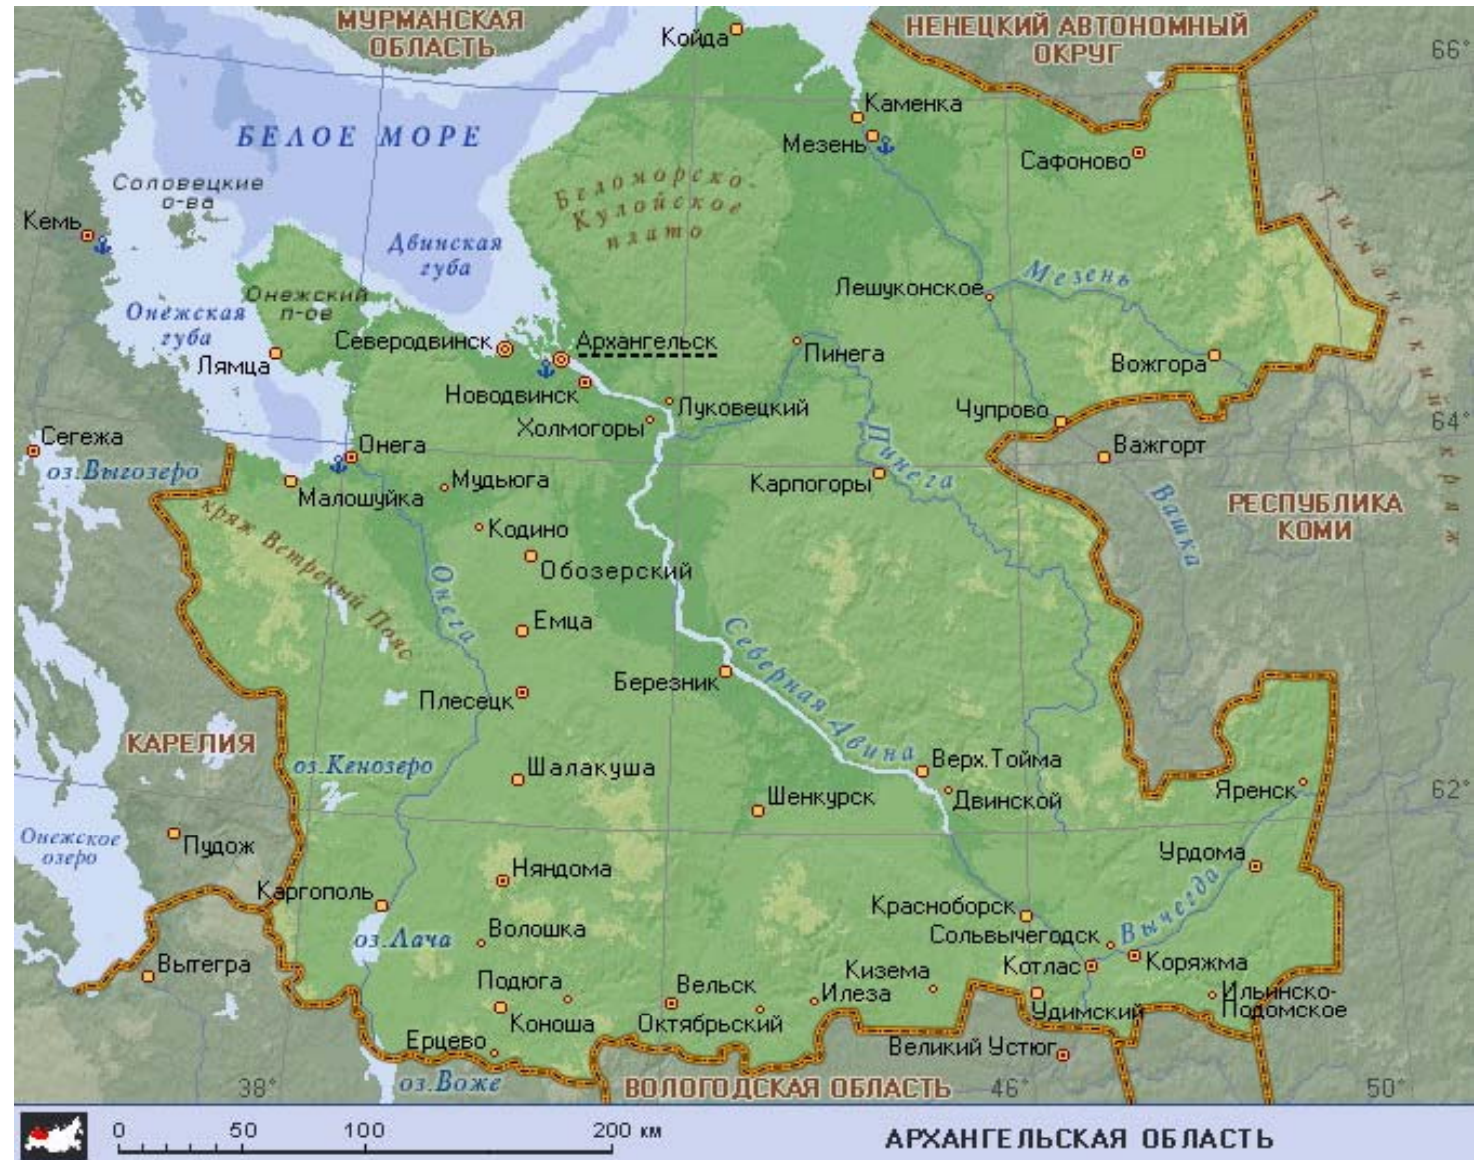 МУРМАНСКАЯ
ОБЛАСТЬ
Койда
НЕНЕЦКИЙ АВТОНОМНЫЙ
ОКРУГ
66°
БЕЛОЕ МОРЕ
Каменка
Мезень
Сафоново
Соловецкие
о-ва
Беломорско-
Кулойское
плато
Тиманский кряж
Кемь
Двинская
губа
Мезень
Лешуконское
Онежский
п-ов
Онежская
губа
Северодвинск
Архангельск
Пинега
Лямца
Вожгора
Новодвинск
Луковецкий
Чупрово
Холмогоры
64°
Сегежа
Онега
Пинега
Важгорт
оз.Выгозеро
Малошуйка
Мудьюга
Карпогоры
Вашка
РЕСПУБЛИКА
КОМИ
кряж Ветреный Пояс
Кодино
Обозерский
Онега
Емца
Северная Двина
Березник
Плесецк
КАРЕЛИЯ
оз.Кенозеро
Шалакуша
Верх.Тойма
Шенкурск
Двинской
Яренск
62°
Онежское
озеро
Пудож
Урдома
Няндома
Каргополь
Красноборск
Вычегда
оз.Лача
Волошка
Сольвычегодск
Вытегра
Котлас
Коряжма
Подюга
Вельск
Кизема
Илеза
Ильинско-
Подомское
Коноша
Октябрьский
Удимский
Ерцево
Великий Устюг
38°
оз.Воже
ВОЛОГОДСКАЯ ОБЛАСТЬ
46°
50°
0 50 100 200 км
АРХАНГЕЛЬСКАЯ ОБЛАСТЬ